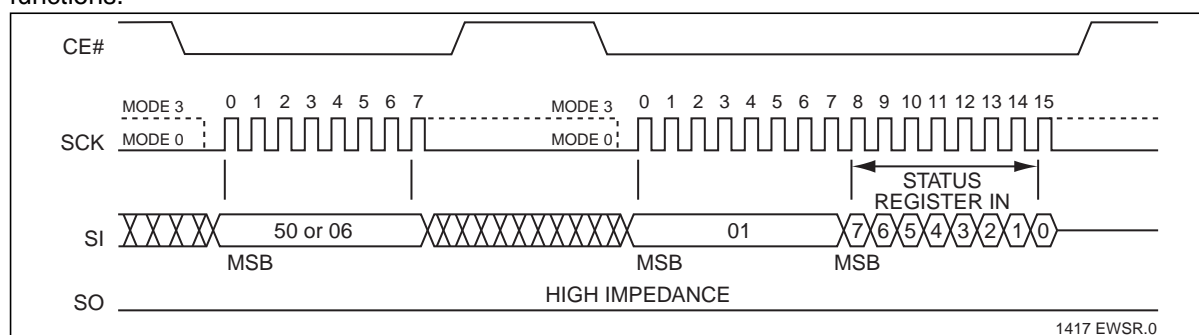 functions.
CE#
MODE 3 0 1 2 3 4 5 6 7 MODE 3 0 1 2 3 4 5 6 7 8 9 10 11 12 13 14 15
SCK MODE 0 MODE 0
STATUS
REGISTER IN
SI 50 or 06 01 7 6 5 4 3 2 1 0
MSB MSB MSB
HIGH IMPEDANCE
SO
1417 EWSR.0